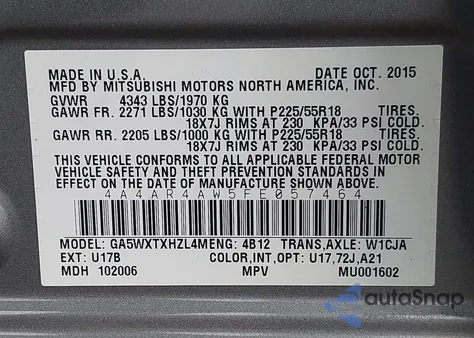 MADE IN U.S.A. DATE OCT. 2015
MFD BY MITSUBISHI MOTORS NORTH AMERICA, INC.
GVWR 4343 LBS/1970 KG
GAWR FR. 2271 LBS/1030 KG WITH P225/55R18 TIRES,
18X7J RIMS AT 230 KPA/33 PSI COLD.
GAWR RR. 2205 LBS/1000 KG WITH P225/55R18 TIRES,
18X7J RIMS AT 230 KPA/33 PSI COLD.
THIS VEHICLE CONFORMS TO ALL APPLICABLE FEDERAL MOTOR
VEHICLE SAFETY AND THEFT PREVENTION STANDARDS IN
EFFECT ON THE DATE OF MANUFACTURE SHOWN ABOVE.
4A4AR4AW5FE057464
MODEL: GA5WXTXHZL4MENG: 4B12 TRANS,AXLE: W1CJA
EXT: U17B COLOR,INT,OPT: U17,72J,A21
MDH 102006 MPV MU001602
autoSnap